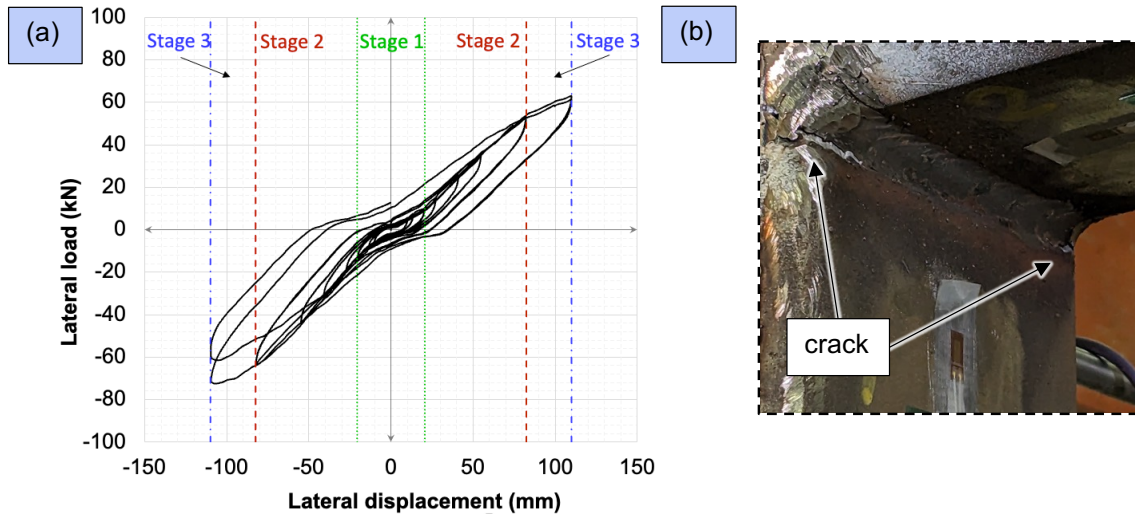 (a)
(b)
Stage 3
Stage 2
Stage 1
Stage 2
Stage 3
100
80
60
40
20
0
-20
-40
-60
-80
-100
Lateral load (kN)
-150
-100
-50
0
50
100
150
Lateral displacement (mm)
crack